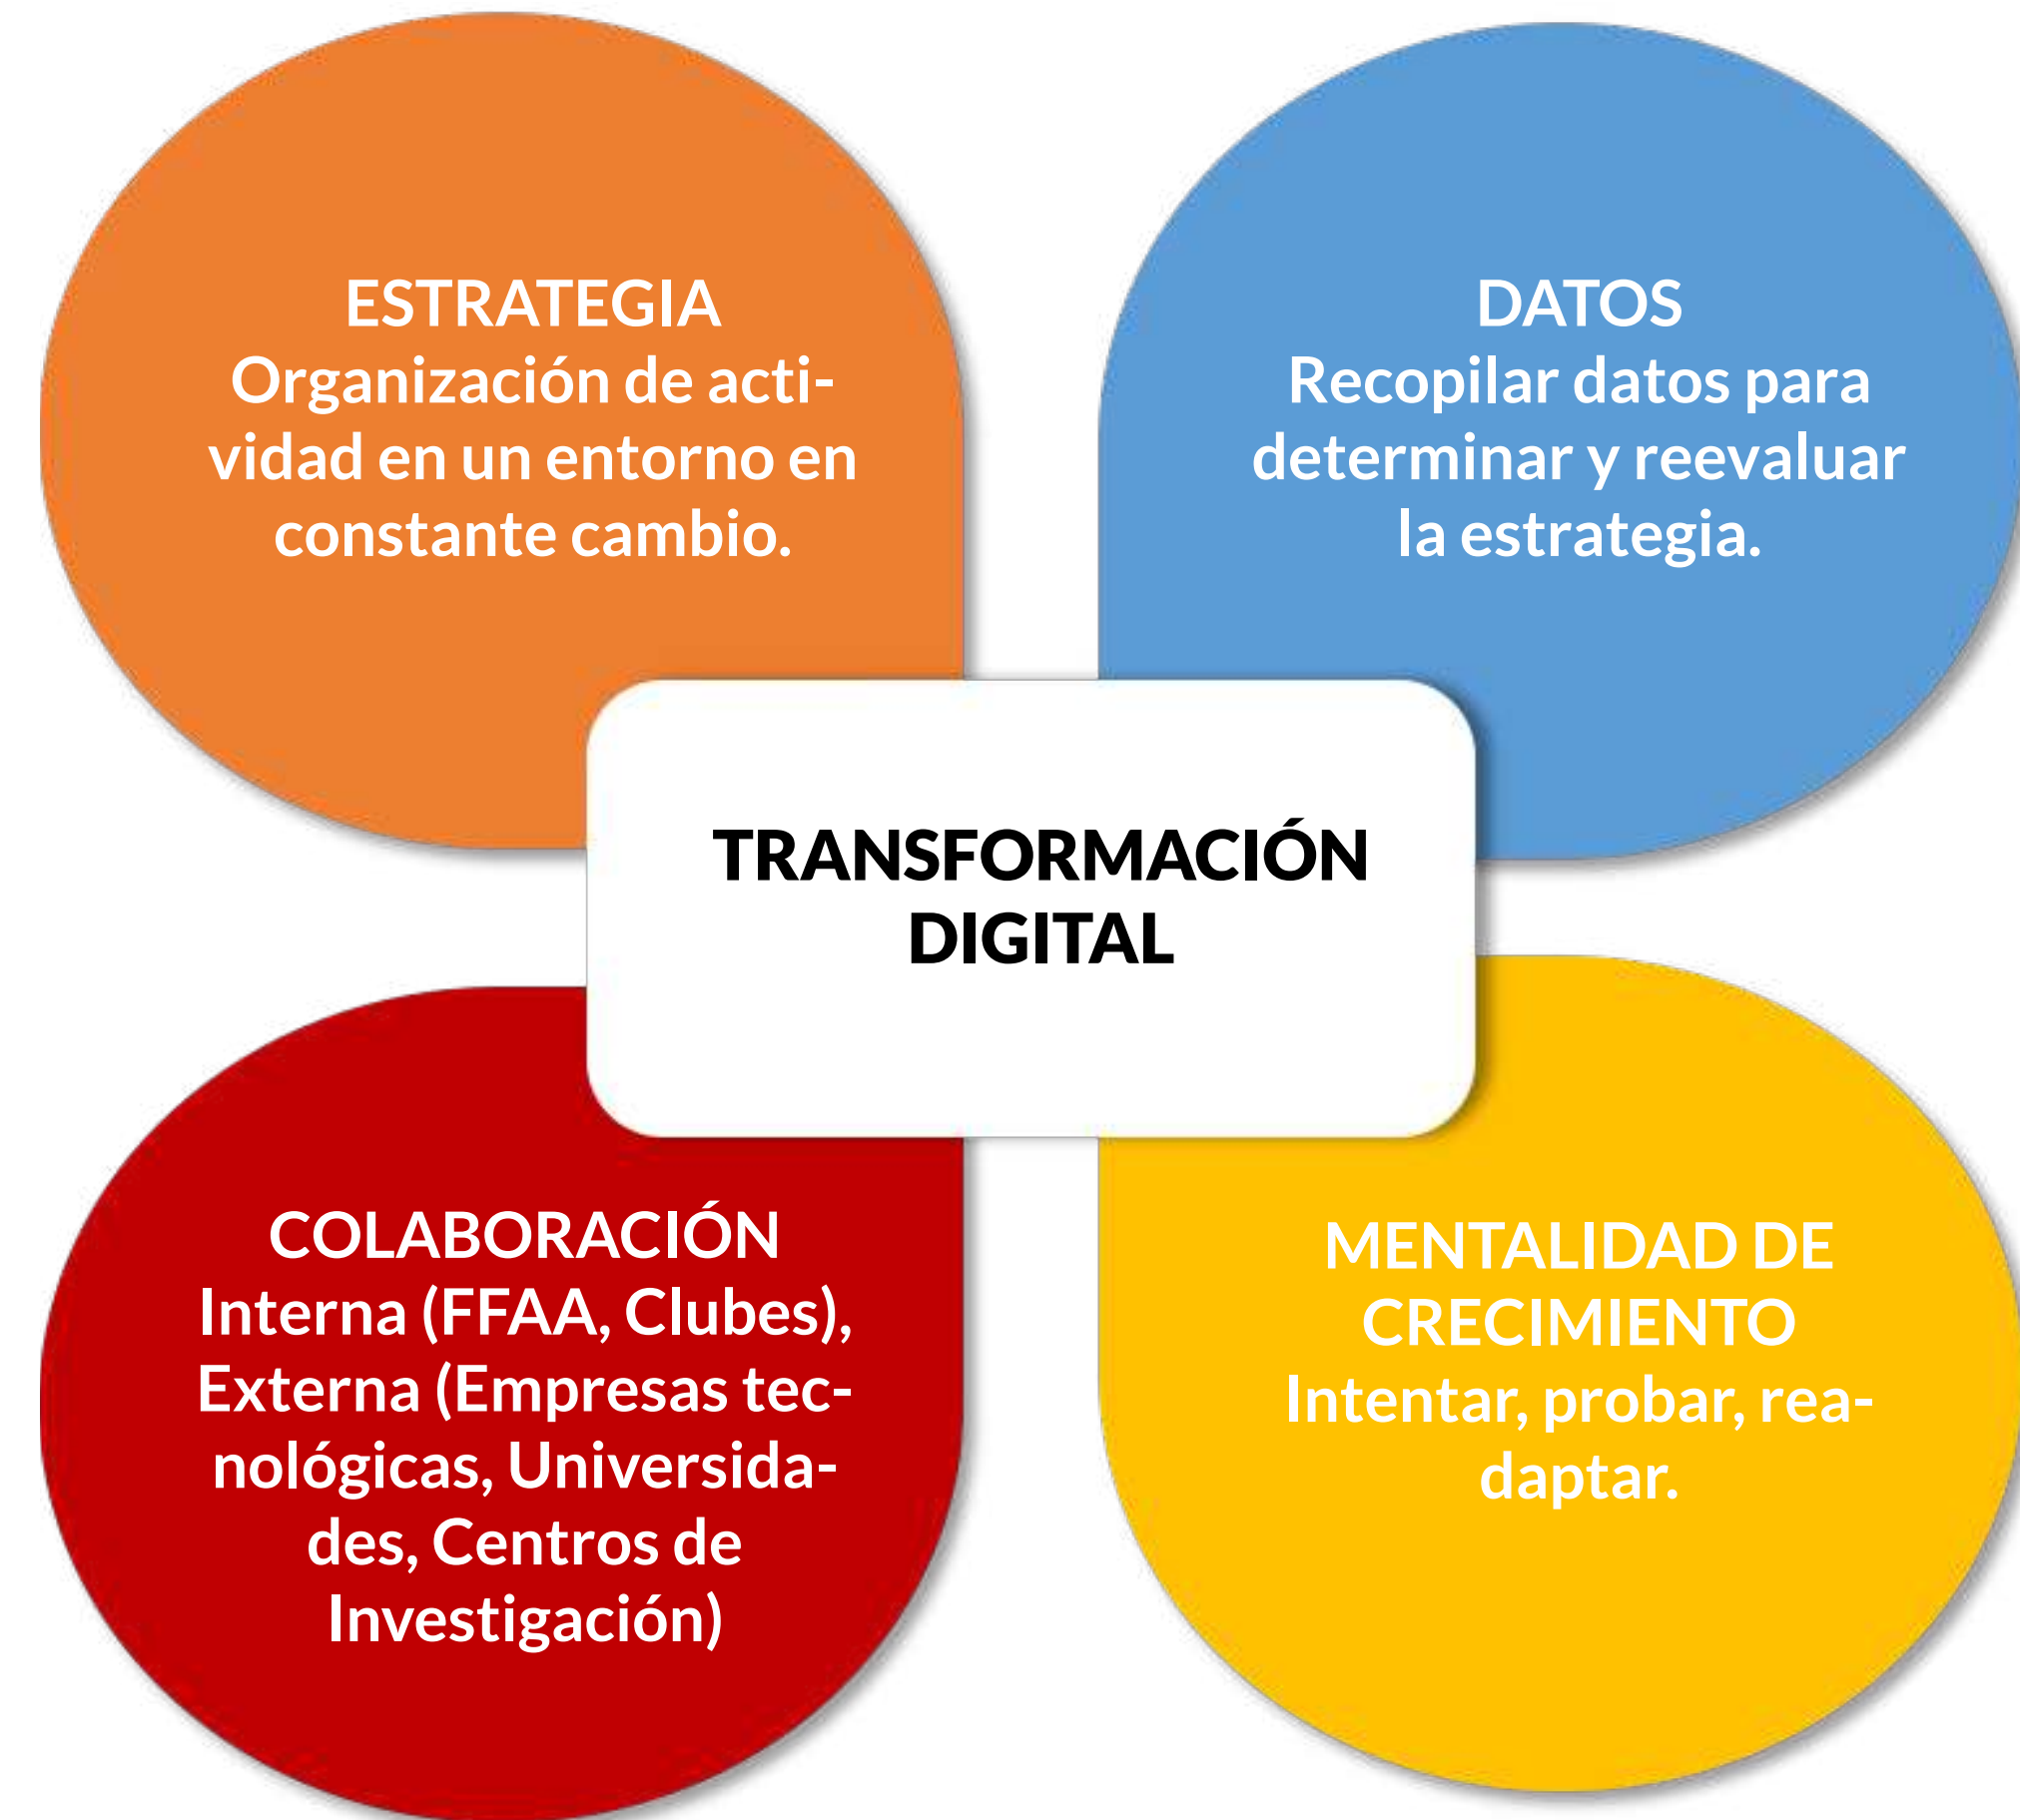 ESTRATEGIA
Organización de acti-
vidad en un entorno en
constante cambio.
DATOS
Recopilar datos para
determinar y reevaluar
la estrategia.
TRANSFORMACIÓN
DIGITAL
COLABORACIÓN
Interna (FFAA, Clubes),
Externa (Empresas tec-
nológicas, Universida-
des, Centros de
Investigación)
MENTALIDAD DE
CRECIMIENTO
Intentar, probar, rea-
daptar.